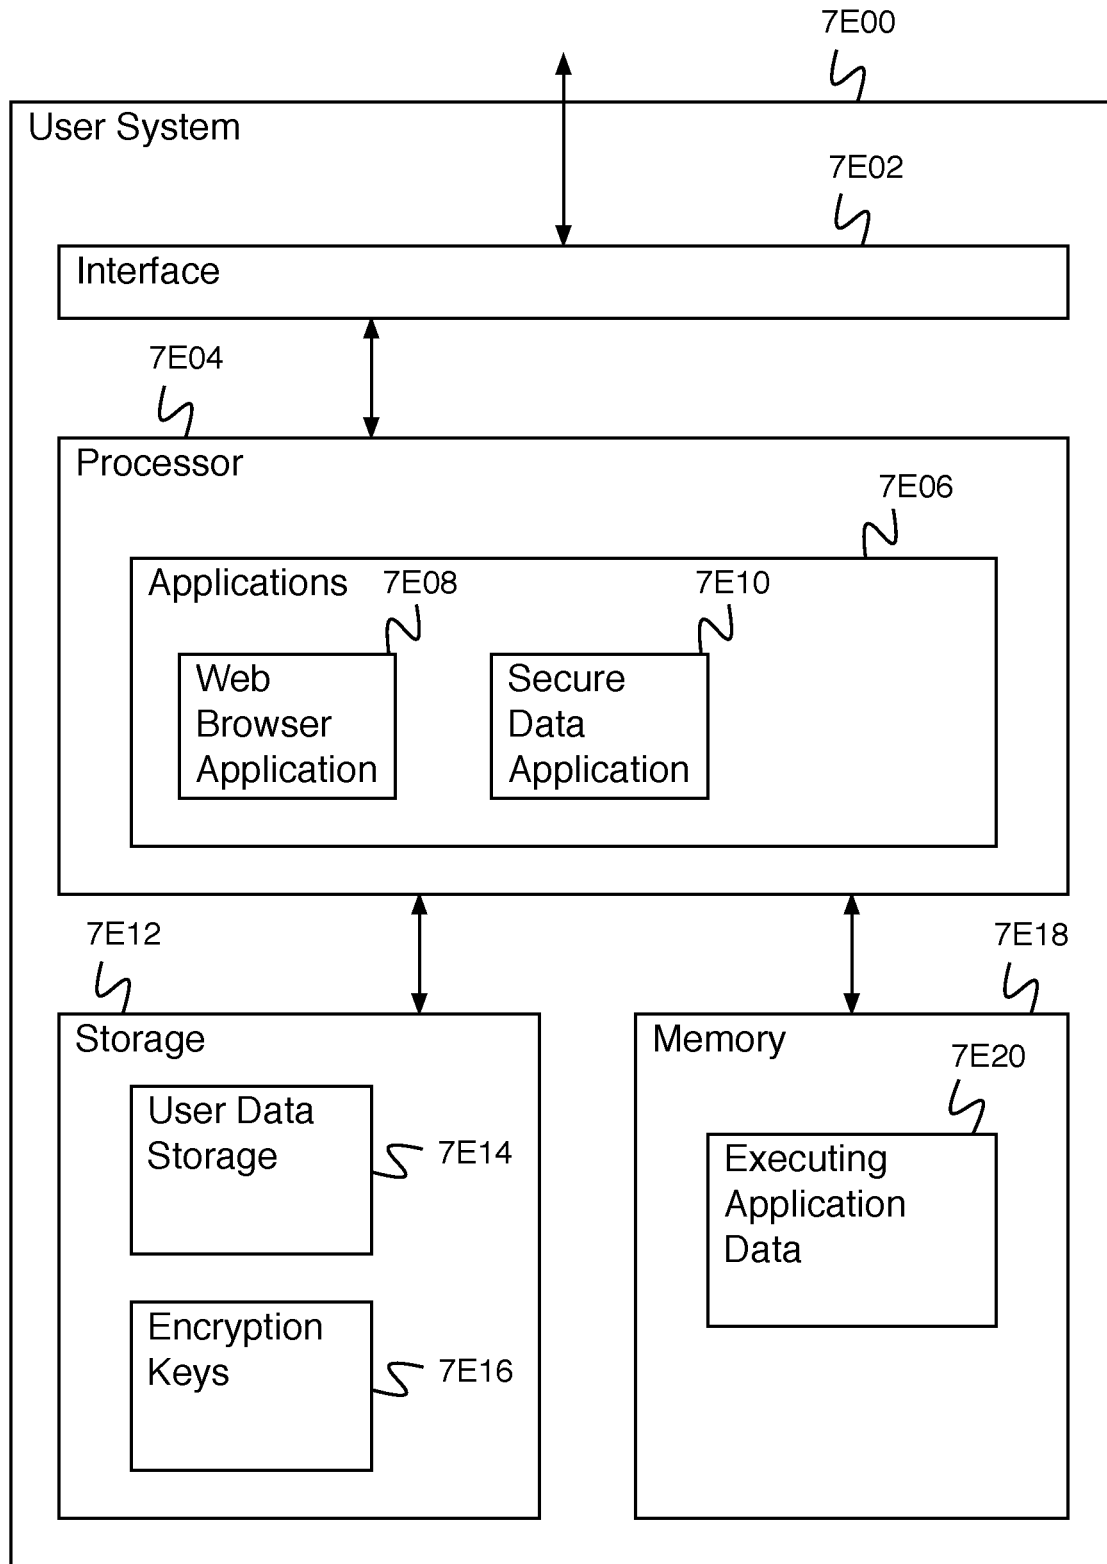 7E00
User System
7E02
Interface
7E04
Processor
7E06
Applications
7E08
7E10
Web
Browser
Application
Secure
Data
Application
7E12
7E18
Storage
Memory
7E20
User Data
Storage
7E14
Executing
Application
Data
Encryption
Keys
7E16